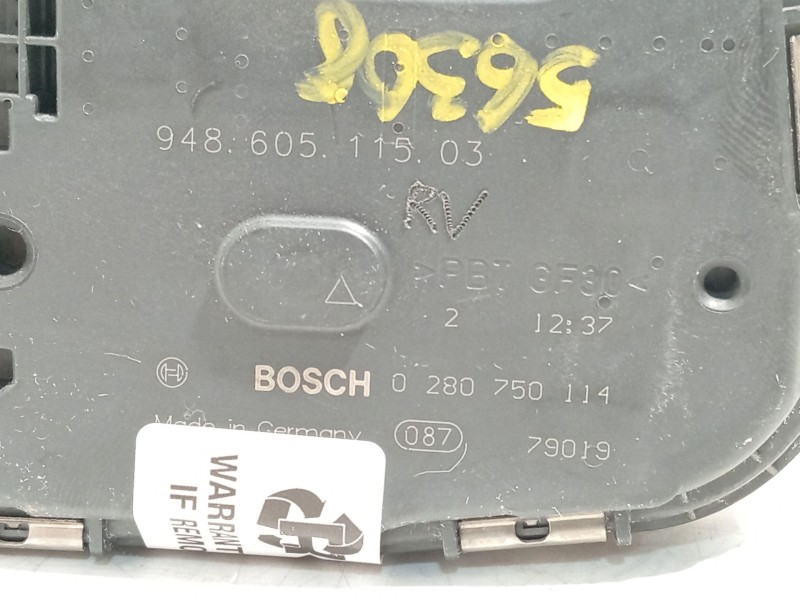 56308
948.605.115.03
RV
>PBT GF30<
2 12:37
BOSCH 0 280 750 114
Made in Germany 087 79019
WARRANT
IF REMO
R